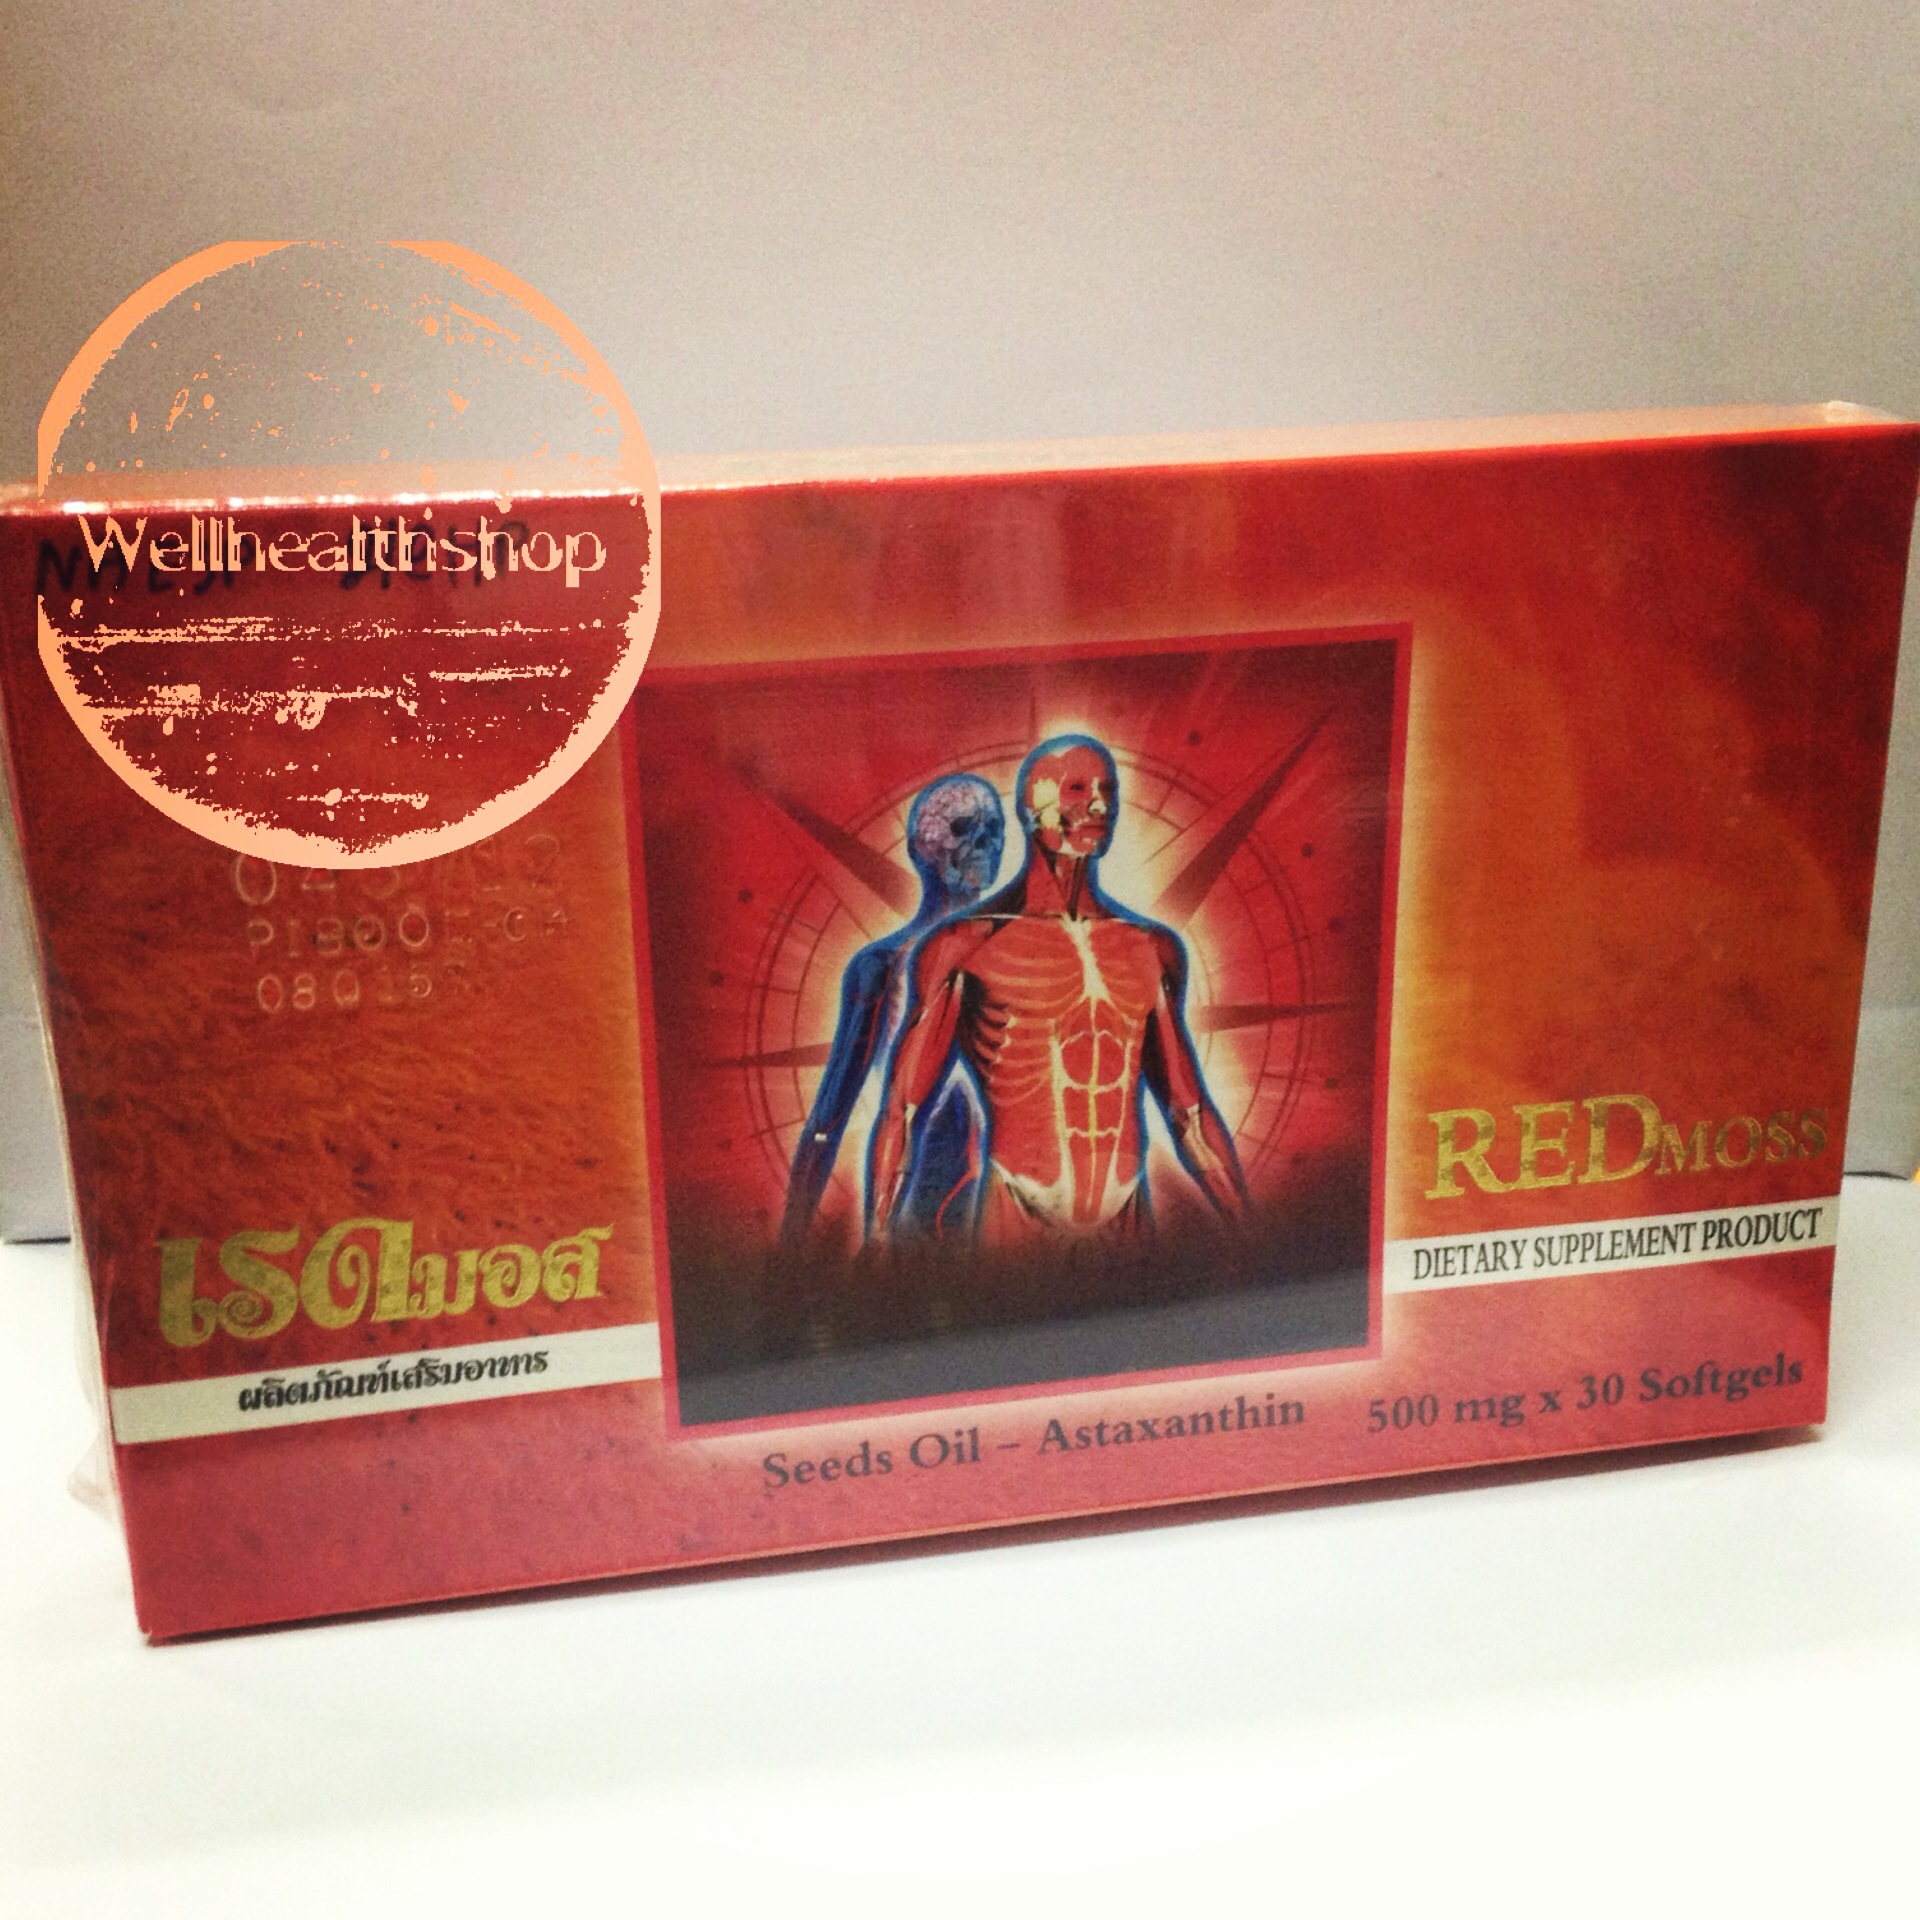 Wellhealthshop
REDMOSS
DIETARY SUPPLEMENT PRODUCT
เรดมอส
ผลิตภัณฑ์เสริมอาหาร
Seeds Oil – Astaxanthin 500 mg x 30 Softgels